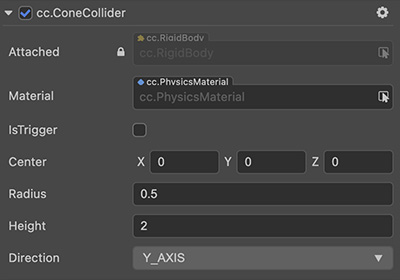 cc.ConeCollider
cc.RigidBody
Attached cc.RigidBody
cc.PhysicsMaterial
Material cc.PhysicsMaterial
IsTrigger
Center X 0 Y 0 Z 0
Radius 0.5
Height 2
Direction Y_AXIS